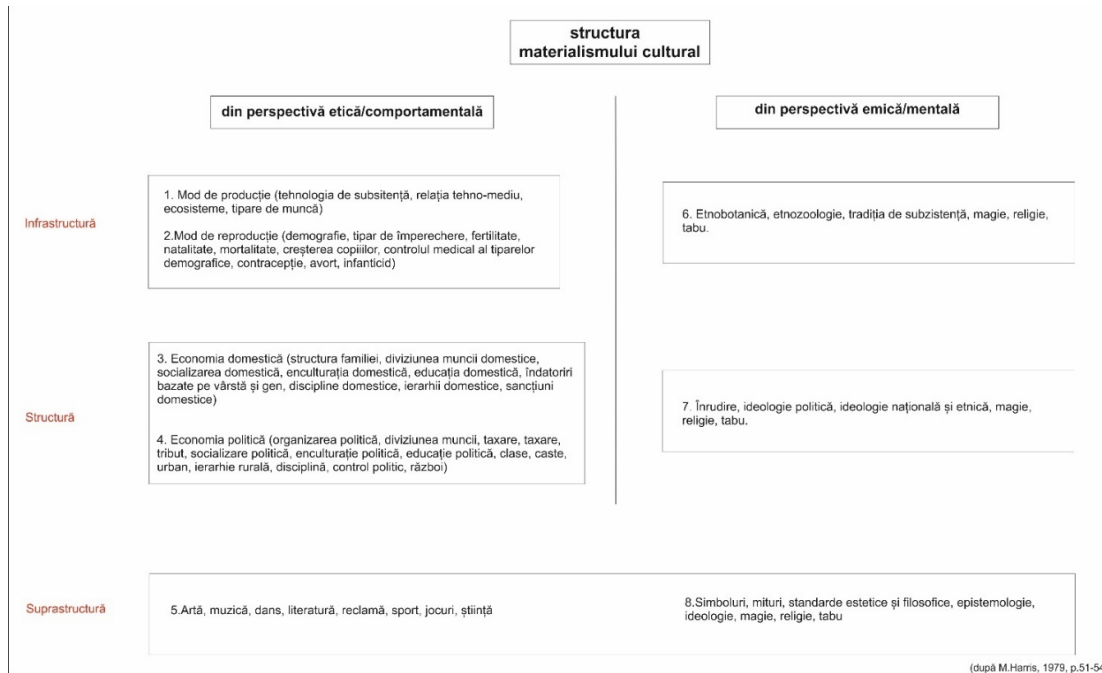 structura
materialismului cultural
din perspectivă etică/comportamentală
din perspectivă emică/mentală
Infrastructură
1. Mod de producție (tehnologia de subsitență, relația tehno-mediu,
ecosisteme, tipare de muncă)
2.Mod de reproducție (demografie, tipar de împerechere, fertilitate,
natalitate, mortalitate, creșterea copiiilor, controlul medical al tiparelor
demografice, contracepție, avort, infanticid)
6. Etnobotanică, etnozoologie, tradiția de subzistență, magie, religie,
tabu.
Structură
3. Economia domestică (structura familiei, diviziunea muncii domestice,
socializarea domestică, enculturația domestică, educația domestică, îndatoriri
bazate pe vârstă și gen, discipline domestice, ierarhii domestice, sancțiuni
domestice)
4. Economia politică (organizarea politică, diviziunea muncii, taxare, taxare,
tribut, socializare politică, enculturație politică, educație politică, clase, caste,
urban, ierarhie rurală, disciplină, control politic, război)
7. Înrudire, ideologie politică, ideologie națională și etnică, magie,
religie, tabu.
Suprastructură
5.Artă, muzică, dans, literatură, reclamă, sport, jocuri, știință
8.Simboluri, mituri, standarde estetice și filosofice, epistemologie,
ideologie, magie, religie, tabu
(după M.Harris, 1979, p.51-54